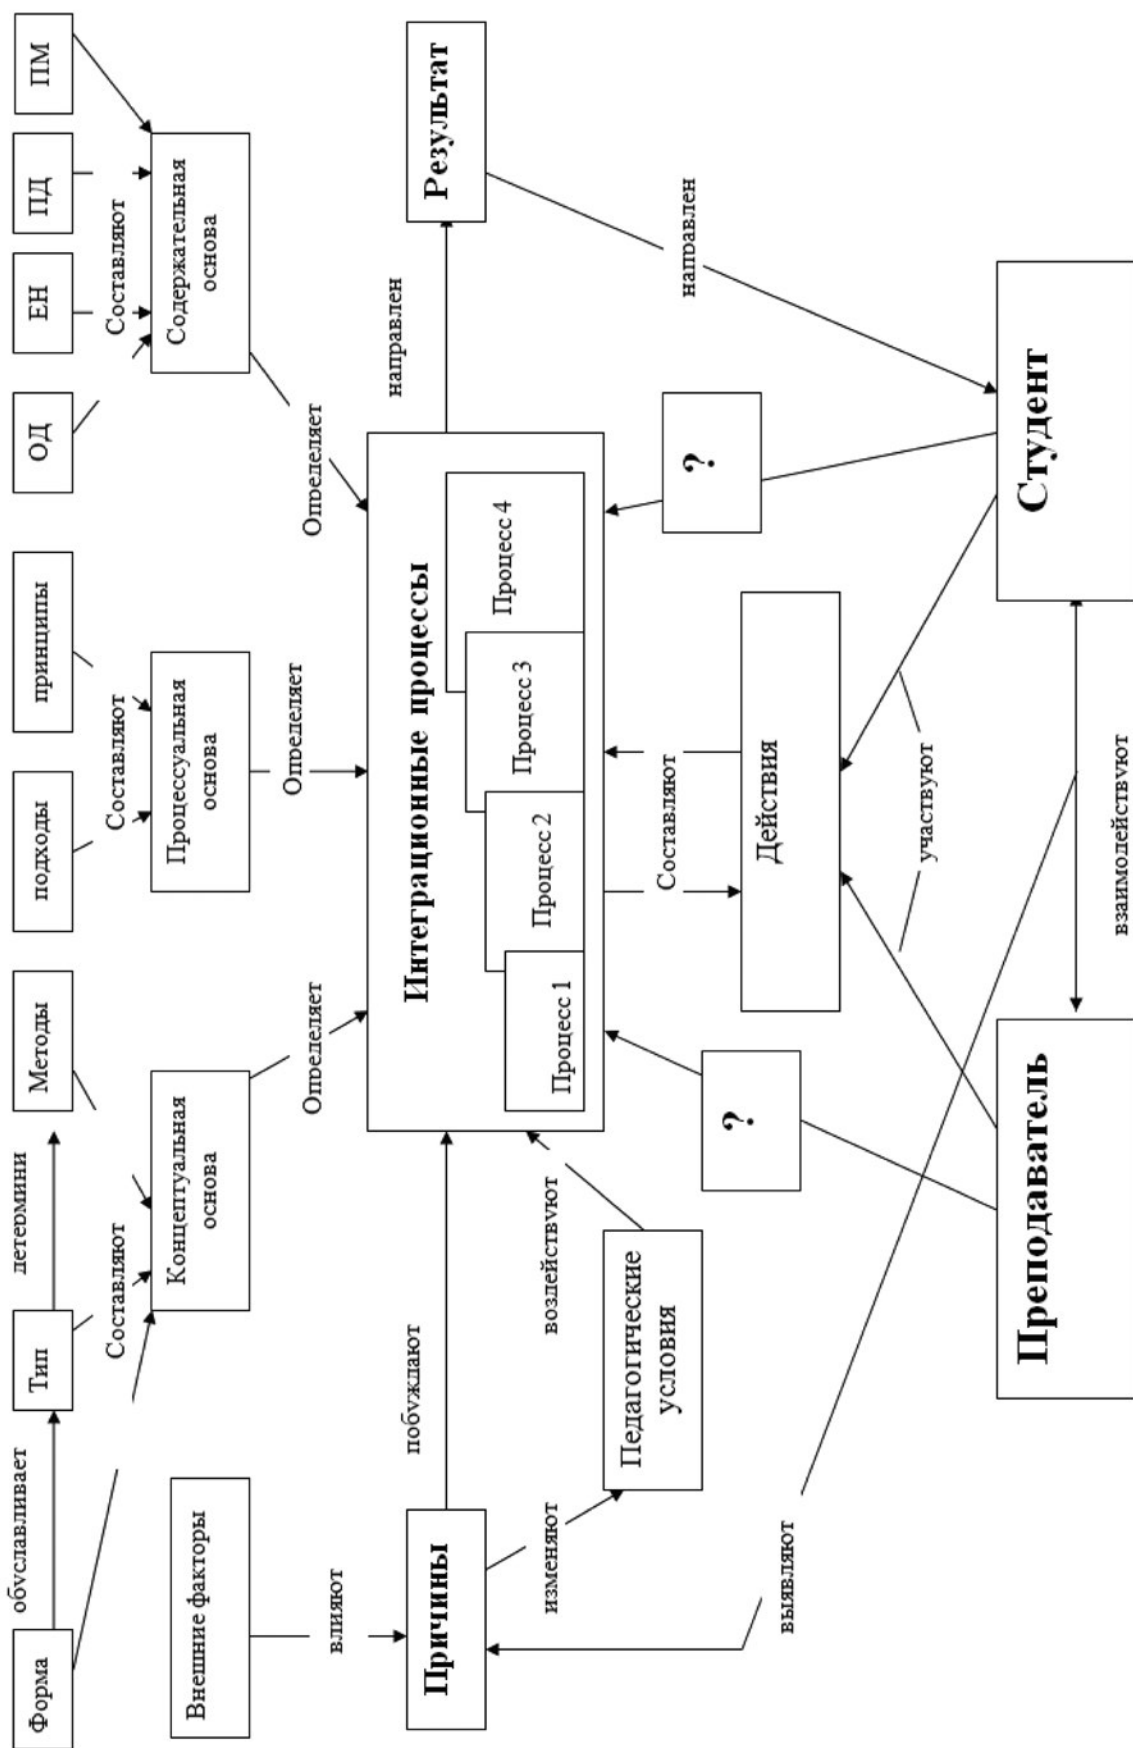 Форма
обуславливает
Тип
детермини
Методы
подходы
принципы
ОД
ЕН
ПД
ПМ
Составляют
Составляют
Составляют
Внешние факторы
Концептуальная
основа
Процессуальная
основа
Содержательная
основа
влияют
Определяет
Определяет
Определяет
Причины
побуждают
Интеграционные процессы
Процесс 1
Процесс 2
Процесс 3
Процесс 4
направлен
Результат
изменяют
воздействуют
Педагогические
условия
Составляют
?
?
направлен
Действия
выявляют
участвуют
Преподаватель
Студент
взаимодействуют